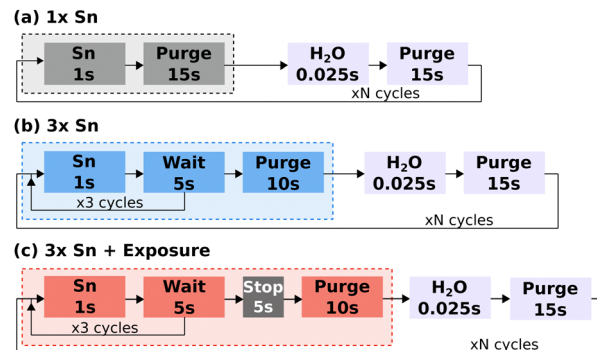 (a) 1x Sn
Sn
1s
Purge
15s
H₂O
0.025s
Purge
15s
xN cycles
(b) 3x Sn
Sn
1s
Wait
5s
Purge
10s
H₂O
0.025s
Purge
15s
x3 cycles
xN cycles
(c) 3x Sn + Exposure
Sn
1s
Wait
5s
Stop
5s
Purge
10s
H₂O
0.025s
Purge
15s
x3 cycles
xN cycles